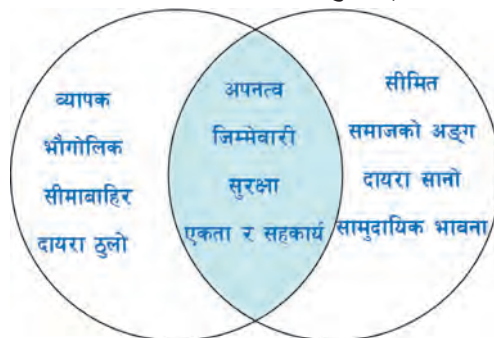 व्यापक
भौगोलिक
सीमाबाहिर
दायरा ठुलो
अपनत्व
जिम्मेवारी
सुरक्षा
एकता र सहकार्य
सीमित
समाजको अङ्ग
दायरा सानो
सामुदायिक भावना